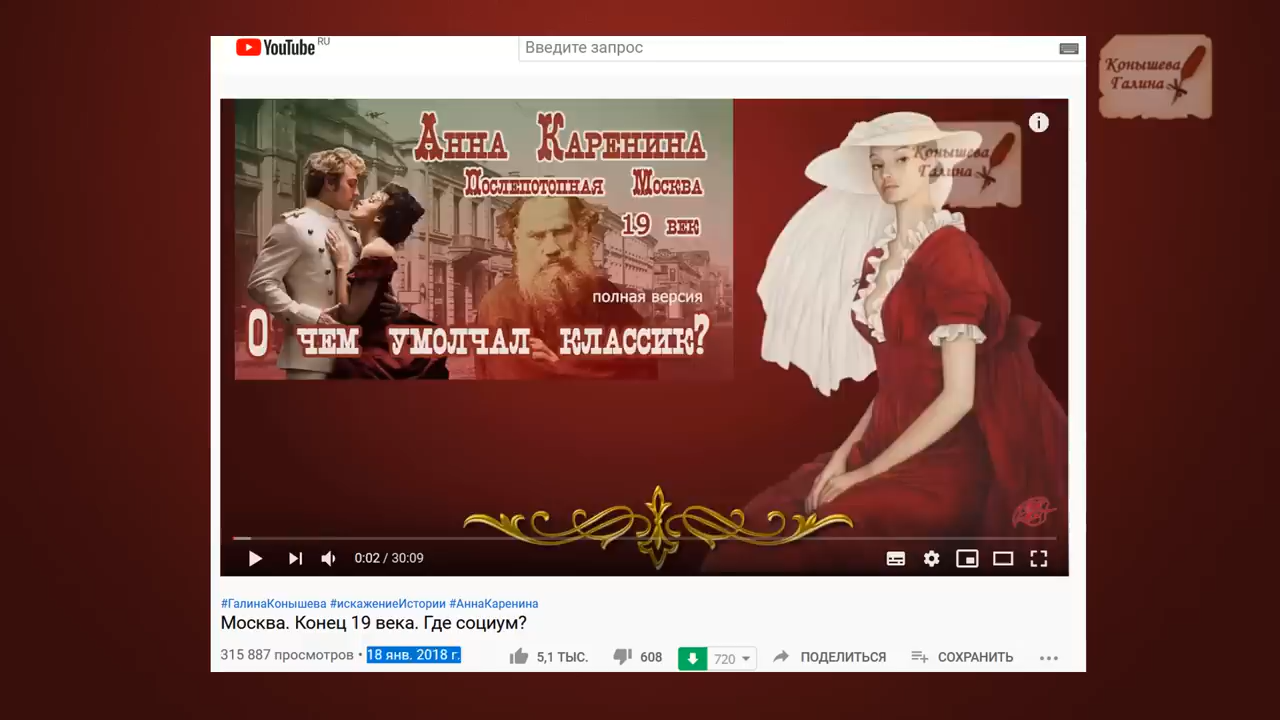 YouTube RU
Введите запрос
Конышева
Галина
Анна Каренина
Послепотопная Москва
19 век
полная версия
О чем умолчал классик?
Конышева
Галина
0:02 / 30:09
#ГалинаКонышева #искажениеИстории #АннаКаренина
Москва. Конец 19 века. Где социум?
315 887 просмотров • 18 янв. 2018 г.
5,1 ТЫС.
608
720
ПОДЕЛИТЬСЯ
СОХРАНИТЬ